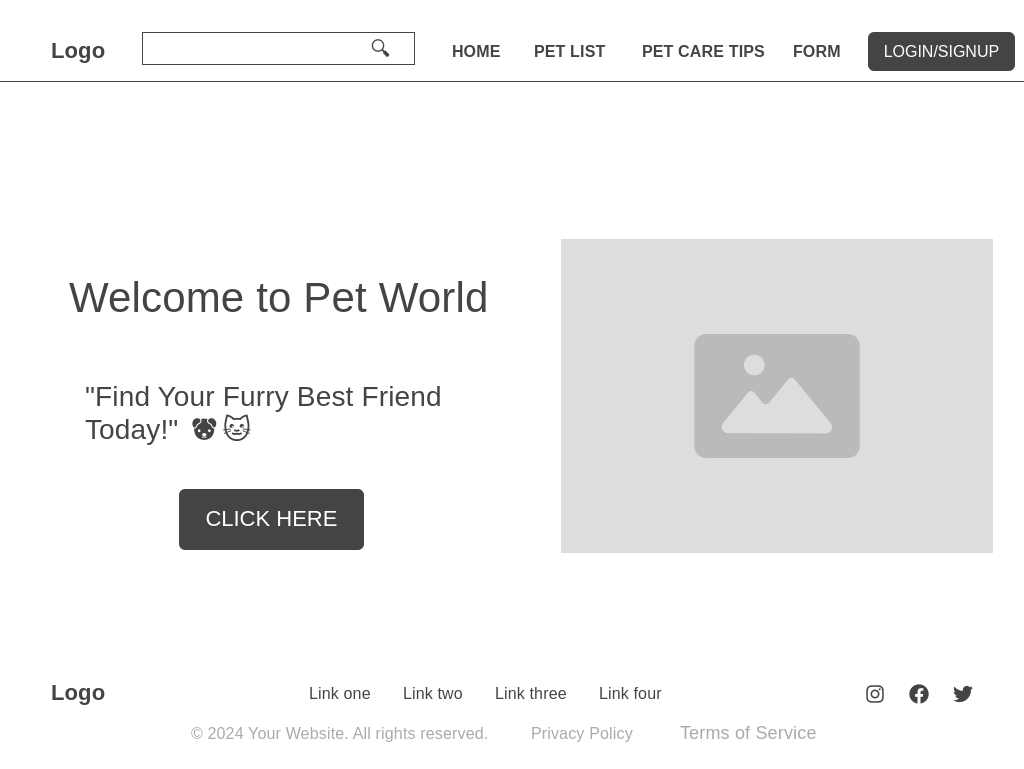 Logo
HOME PET LIST PET CARE TIPS FORM LOGIN/SIGNUP
Welcome to Pet World
"Find Your Furry Best Friend
Today!" 🐶🐱
CLICK HERE
Logo
Link one Link two Link three Link four
© 2024 Your Website. All rights reserved. Privacy Policy Terms of Service